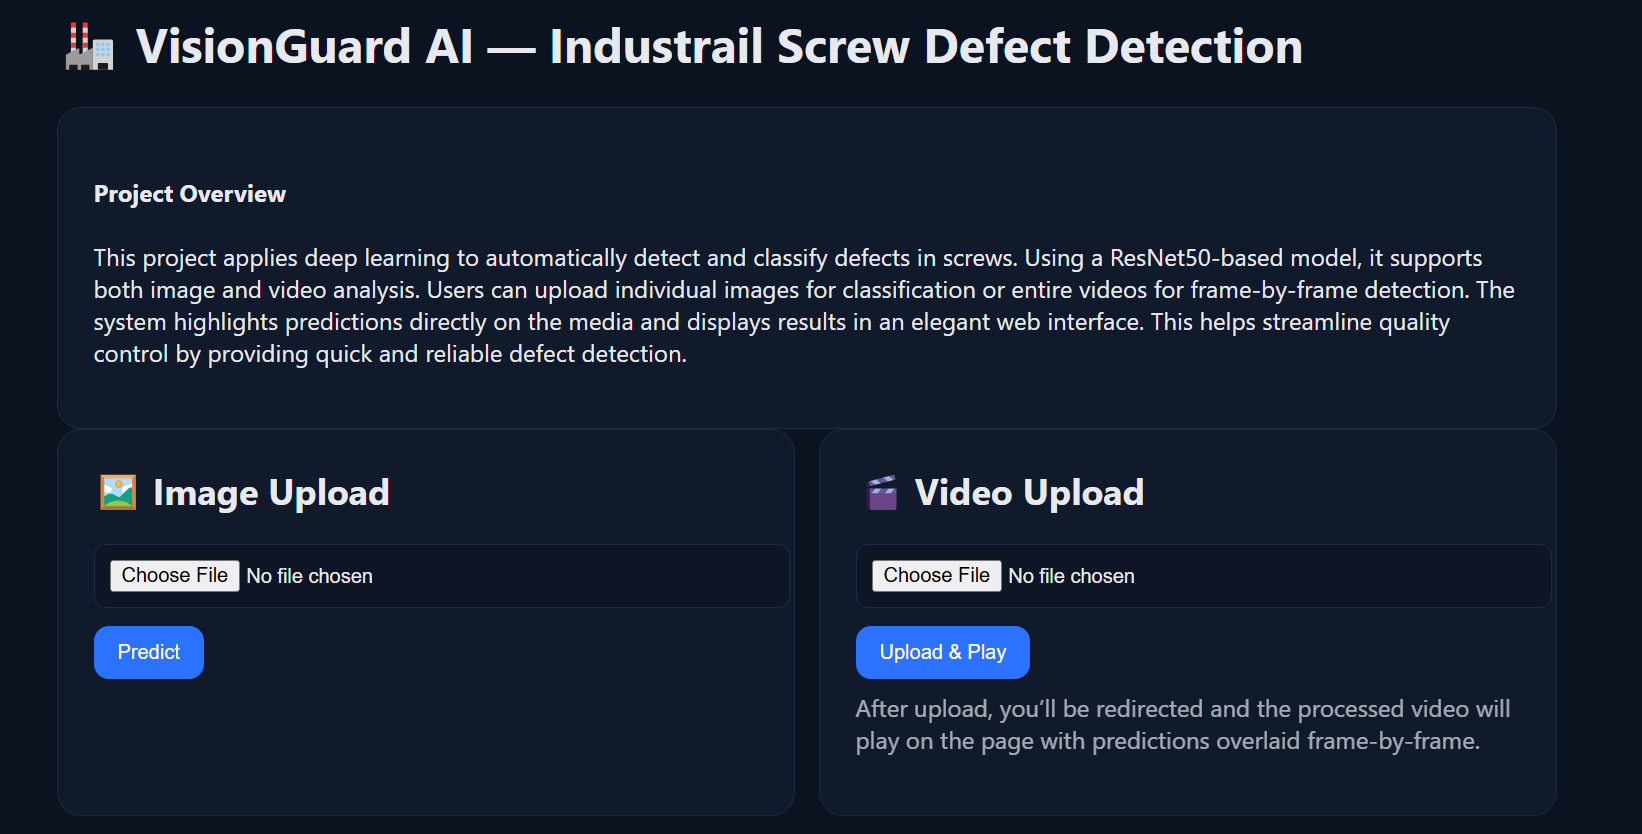 VisionGuard AI — Industrail Screw Defect Detection
Project Overview
This project applies deep learning to automatically detect and classify defects in screws. Using a ResNet50-based model, it supports
both image and video analysis. Users can upload individual images for classification or entire videos for frame-by-frame detection. The
system highlights predictions directly on the media and displays results in an elegant web interface. This helps streamline quality
control by providing quick and reliable defect detection.
Image Upload
Choose File No file chosen
Predict
Video Upload
Choose File No file chosen
Upload & Play
After upload, you’ll be redirected and the processed video will
play on the page with predictions overlaid frame-by-frame.